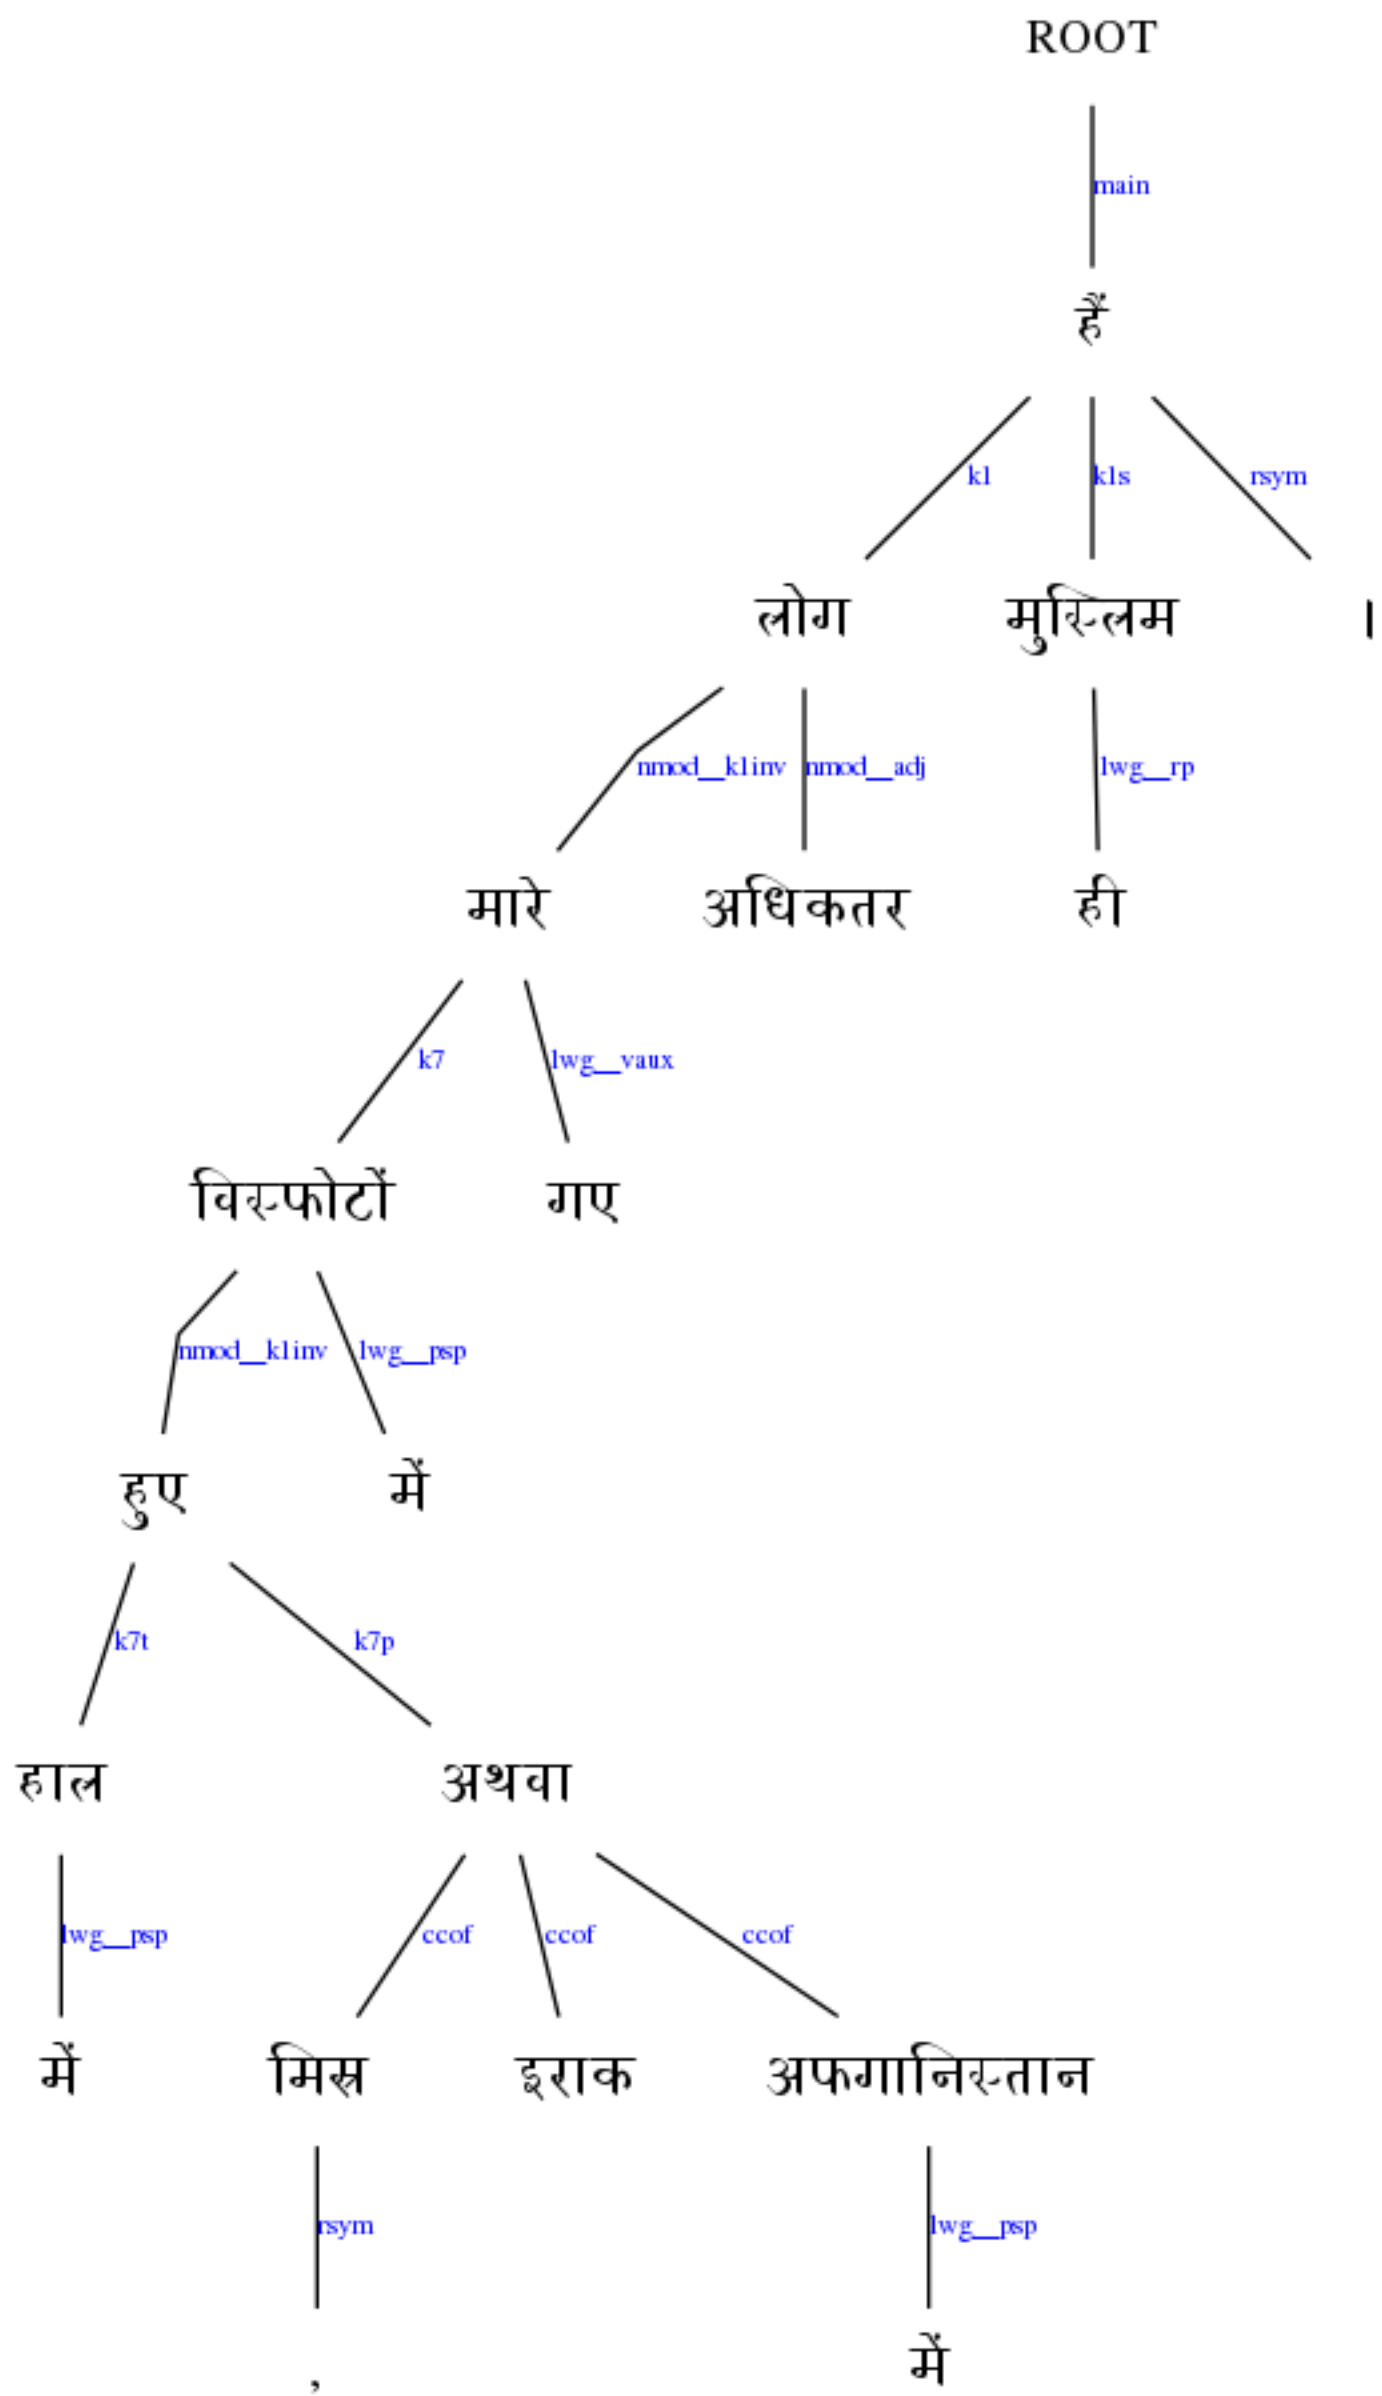 ROOT
main
हैं
k1 k1s rsym
लोग मुस्लिम ।
nmod__k1inv nmod__adj lwg__rp
मारे अधिकतर ही
k7 lwg__vaux
विस्फोटों गए
nmod__k1inv lwg__psp
हुए में
k7t k7p
हाल अथवा
lwg__psp ccof ccof ccof
में मिस्र इराक अफगानिस्तान
rsym lwg__psp
, में